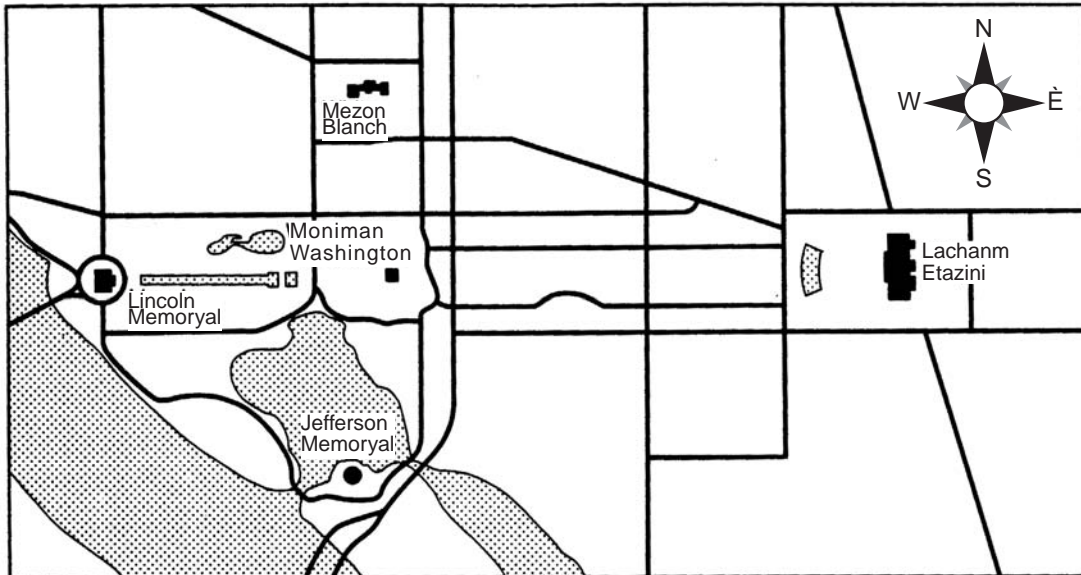 N
W
È
S
Mezon
Blanch
Moniman
Washington
Lachanm
Etazini
Lincoln
Memoryal
Jefferson
Memoryal